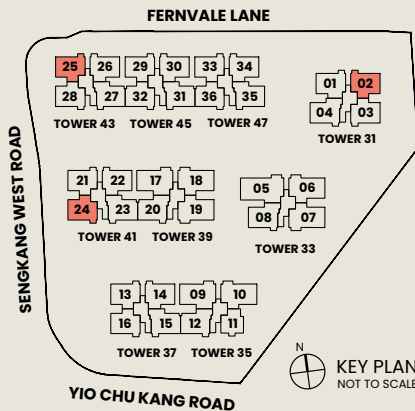 FERNVALE LANE
25 26 29 30 33 34
28 27 32 31 36 35
TOWER 43 TOWER 45 TOWER 47
01 02
04 03
TOWER 31
SENGKANG WEST ROAD
21 22 17 18
24 23 20 19
TOWER 41 TOWER 39
05 06
08 07
TOWER 33
13 14 09 10
16 15 12 11
TOWER 37 TOWER 35
YIO CHU KANG ROAD
N
KEY PLAN
NOT TO SCALE